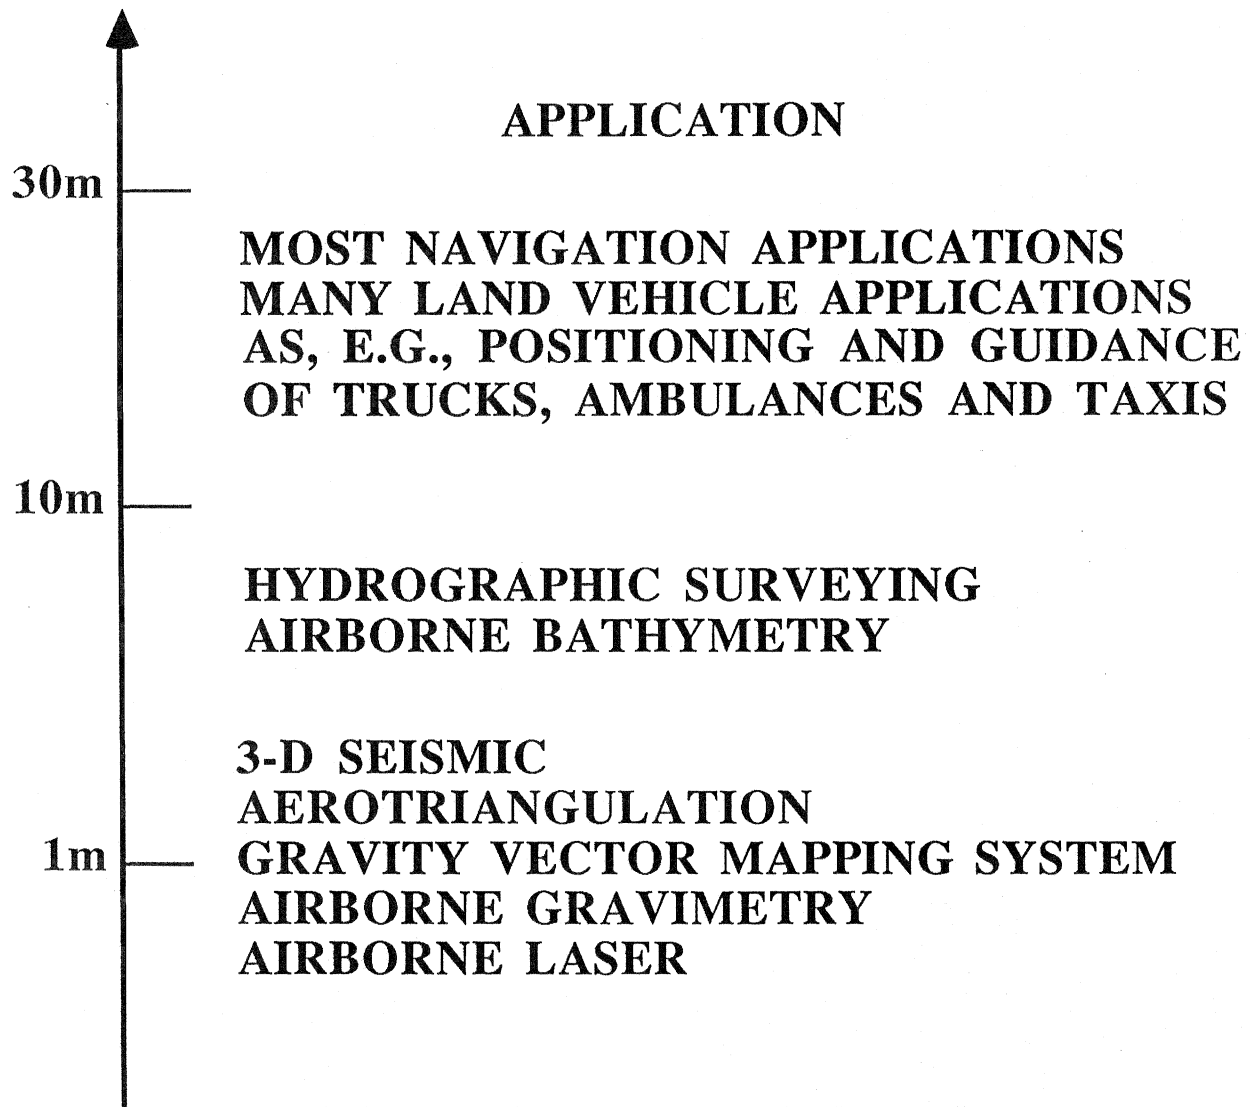 APPLICATION
30m
MOST NAVIGATION APPLICATIONS
MANY LAND VEHICLE APPLICATIONS
AS, E.G., POSITIONING AND GUIDANCE
OF TRUCKS, AMBULANCES AND TAXIS
10m
HYDROGRAPHIC SURVEYING
AIRBORNE BATHYMETRY
3-D SEISMIC
AEROTRIANGULATION
1m
GRAVITY VECTOR MAPPING SYSTEM
AIRBORNE GRAVIMETRY
AIRBORNE LASER